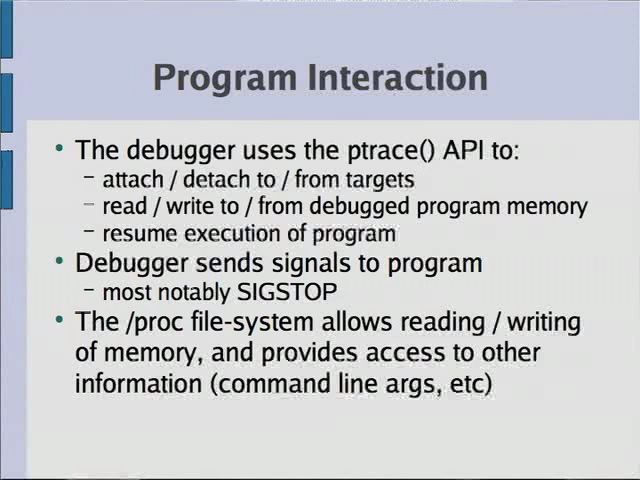 Program Interaction
• The debugger uses the ptrace() API to:
– attach / detach to / from targets
– read / write to / from debugged program memory
– resume execution of program
• Debugger sends signals to program
– most notably SIGSTOP
• The /proc file-system allows reading / writing
of memory, and provides access to other
information (command line args, etc)